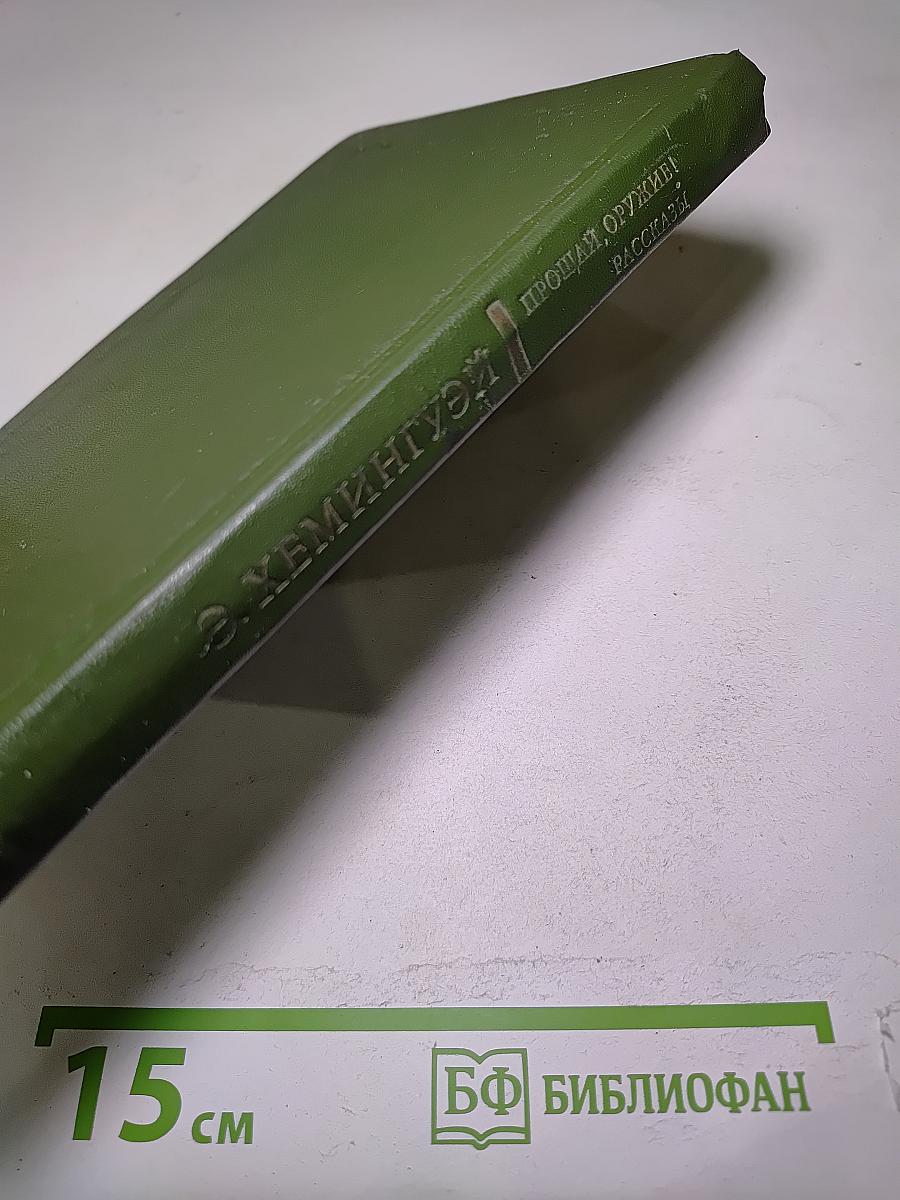 Э. ХЕМИНГУЭЙ
ПРОЩАЙ, ОРУЖИЕ!
РАССКАЗЫ
15 см
БФ БИБЛИОФАН